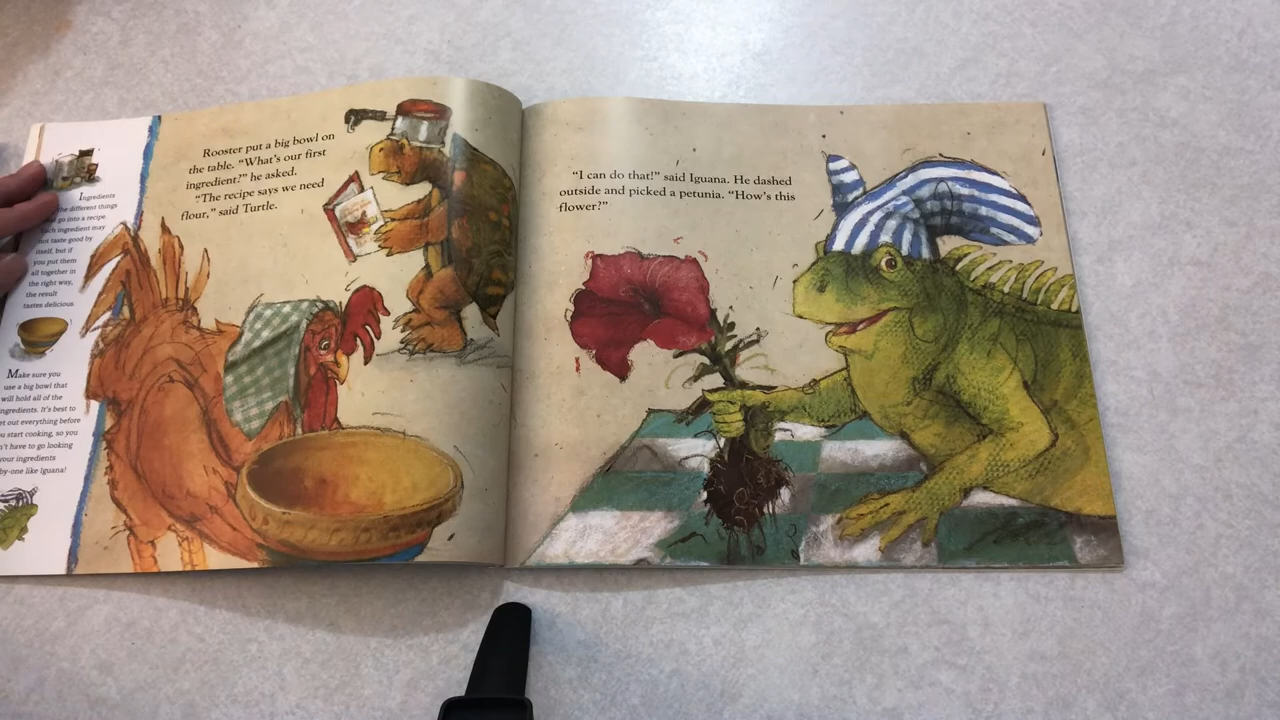 Ingredients
the different things
go into a recipe.
Each ingredient may
not taste good by
itself, but if
you put them
all together in
the right way,
the result
tastes delicious
Make sure you
use a big bowl that
will hold all of the
ingredients. It's best to
get out everything before
you start cooking, so you
don't have to go looking
your ingredients
by-one like Iguana!
Rooster put a big bowl on
the table. “What's our first
ingredient?” he asked.
“The recipe says we need
flour,” said Turtle.
“I can do that!” said Iguana. He dashed
outside and picked a petunia. “How's this
flower?”